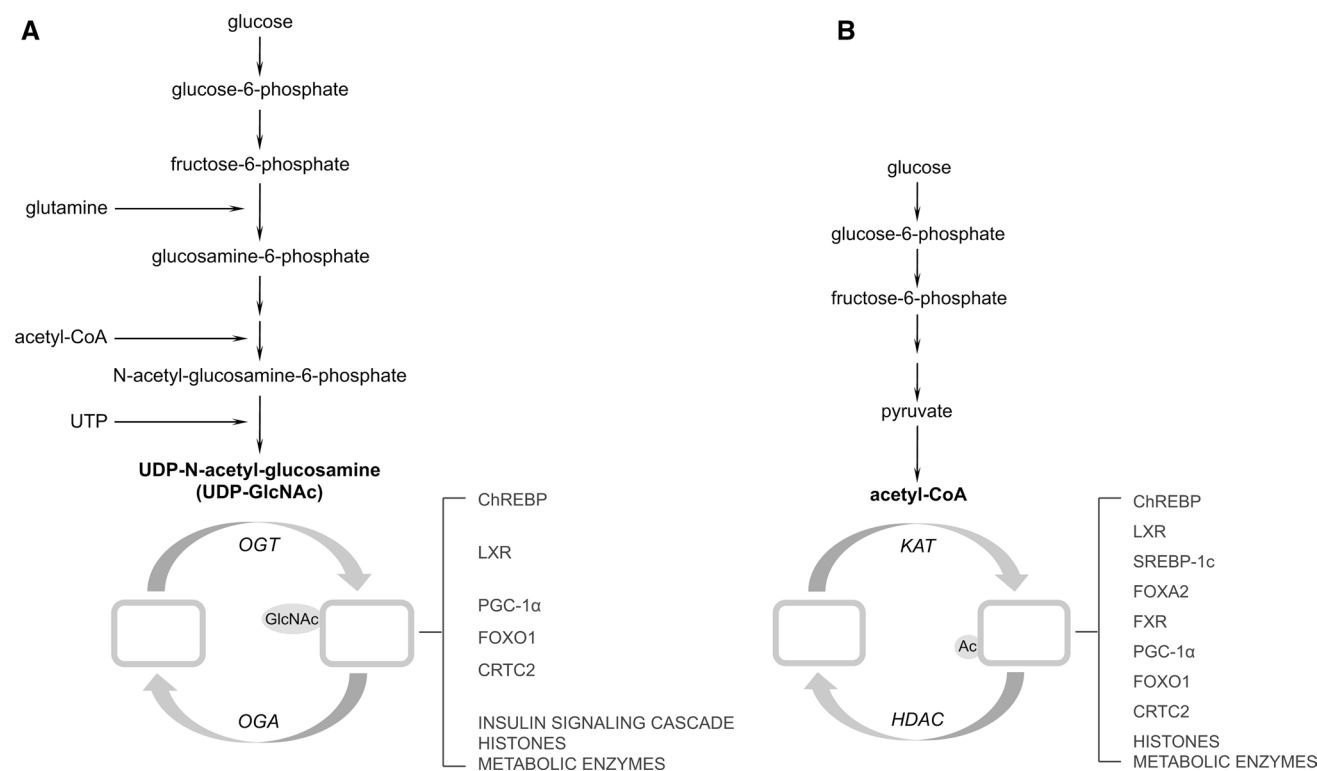 A
glucose
glucose-6-phosphate
fructose-6-phosphate
glutamine
glucosamine-6-phosphate
acetyl-CoA
N-acetyl-glucosamine-6-phosphate
UTP
UDP-N-acetyl-glucosamine
(UDP-GlcNAc)
OGT
GlcNAc
OGA
ChREBP
LXR
PGC-1α
FOXO1
CRTC2
INSULIN SIGNALING CASCADE
HISTONES
METABOLIC ENZYMES
B
glucose
glucose-6-phosphate
fructose-6-phosphate
pyruvate
acetyl-CoA
KAT
Ac
HDAC
ChREBP
LXR
SREBP-1c
FOXA2
FXR
PGC-1α
FOXO1
CRTC2
HISTONES
METABOLIC ENZYMES